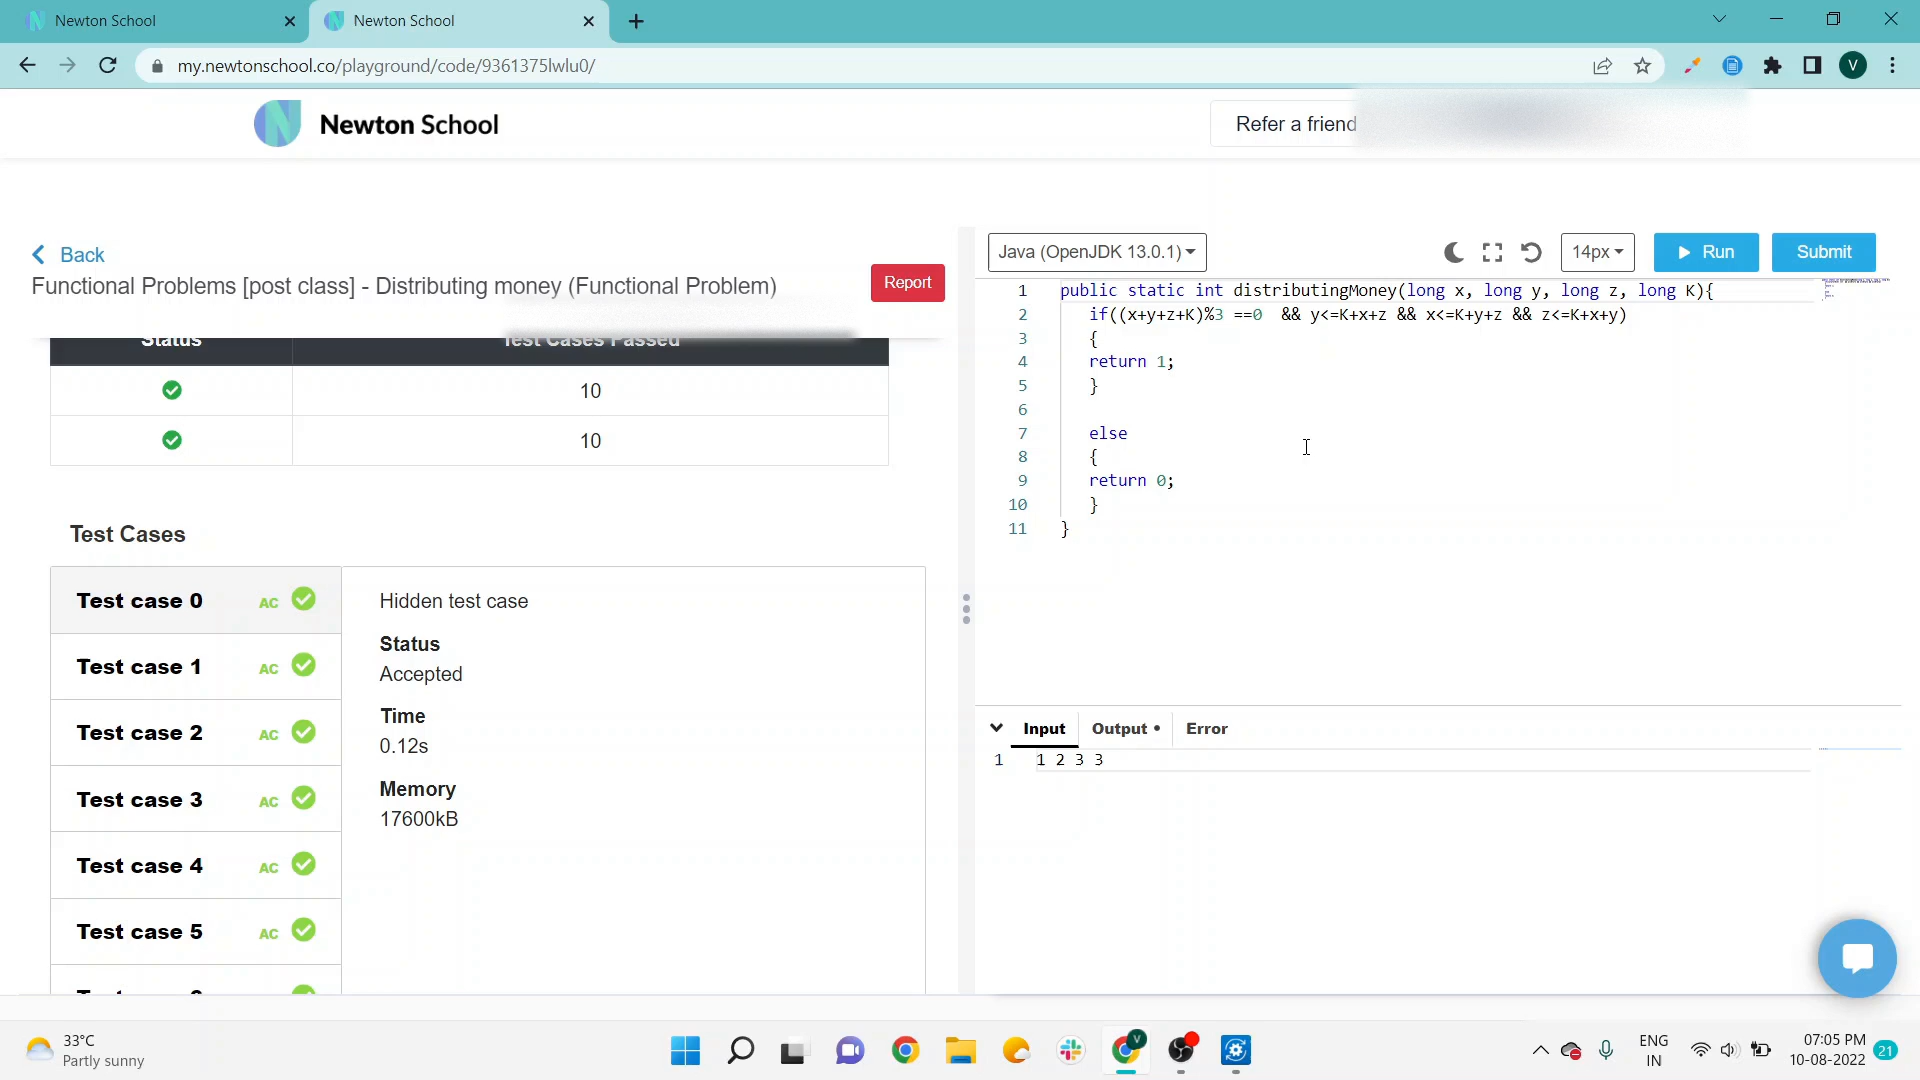 Newton School
Newton School
my.newtonschool.co/playground/code/9361375lwlu0/
V
Newton School
Refer a friend
Back
Functional Problems [post class] - Distributing money (Functional Problem)
Report
Status Test Cases Passed
10
10
Test Cases
Test case 0 AC
Test case 1 AC
Test case 2 AC
Test case 3 AC
Test case 4 AC
Test case 5 AC
Hidden test case
Status
Accepted
Time
0.12s
Memory
17600kB
Java (OpenJDK 13.0.1)
14px
Run
Submit
1 public static int distributingMoney(long x, long y, long z, long K){
2 if((x+y+z+K)%3 ==0  && y<=K+x+z && x<=K+y+z && z<=K+x+y)
3 {
4 return 1;
5 }
6
7 else
8 {
9 return 0;
10 }
11 }
Input Output • Error
1 1 2 3 3
33°C
Partly sunny
V
ENG
IN
07:05 PM
10-08-2022
21